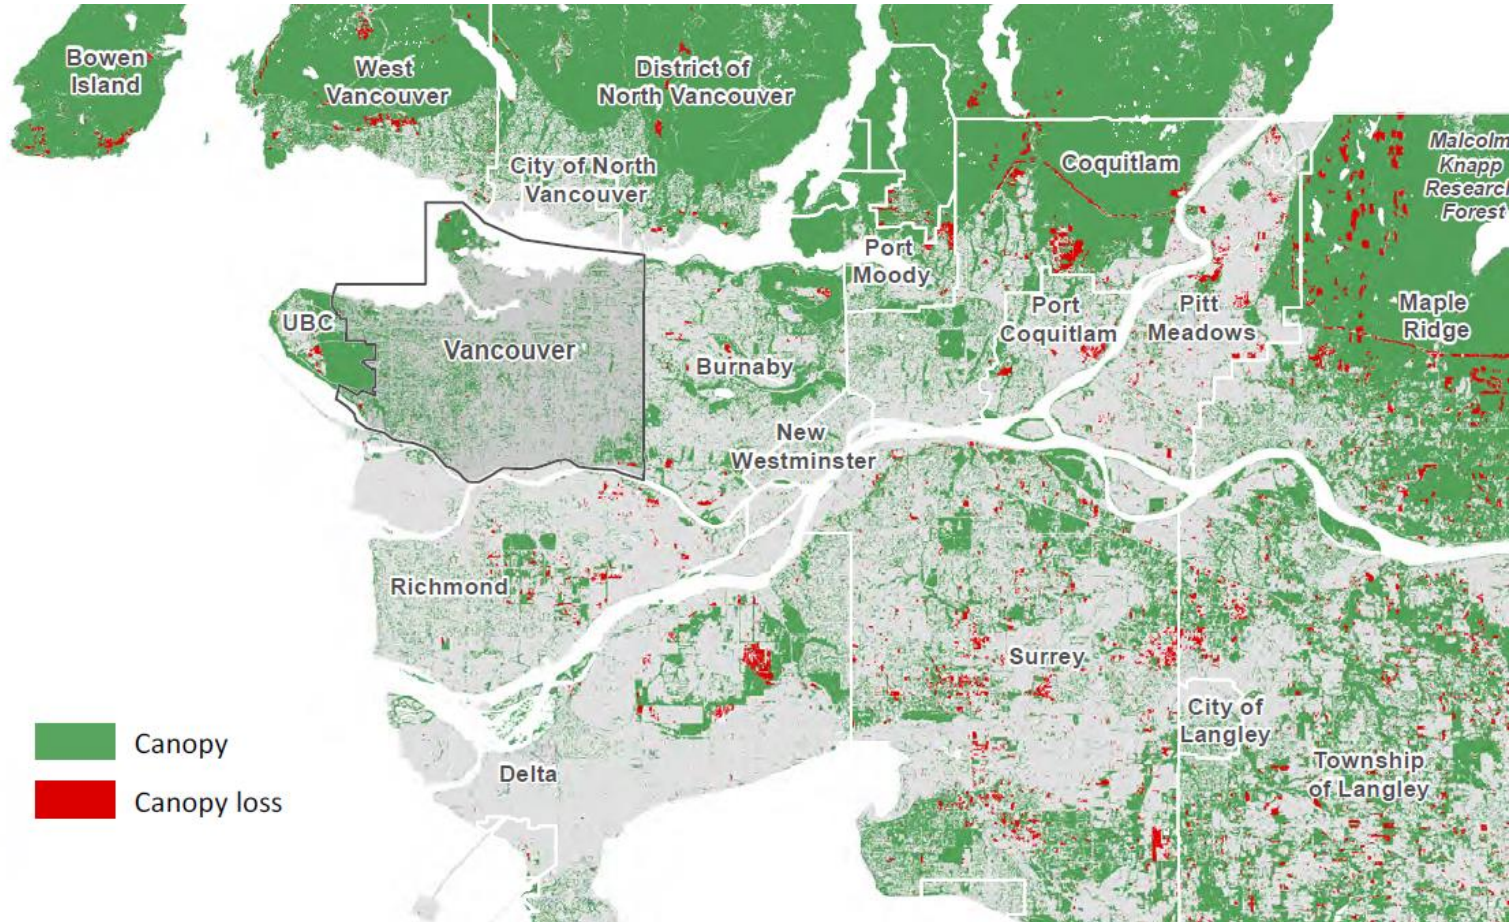 Bowen
Island
West
Vancouver
District of
North Vancouver
City of North
Vancouver
Coquitlam
Malcolm
Knapp
Research
Forest
Port
Moody
UBC
Vancouver
Burnaby
Port
Coquitlam
Pitt
Meadows
Maple
Ridge
New
Westminster
Richmond
Surrey
City of
Langley
Township
of Langley
Delta
Canopy
Canopy loss